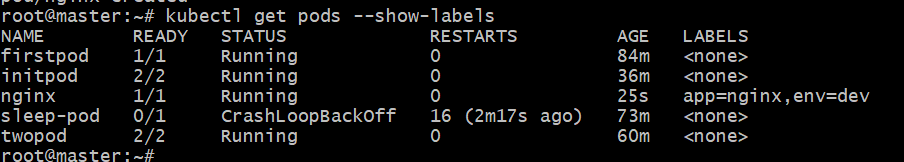 pod/nginx created
root@master:~# kubectl get pods --show-labels
NAME READY STATUS RESTARTS AGE LABELS
firstpod 1/1 Running 0 84m <none>
initpod 2/2 Running 0 36m <none>
nginx 1/1 Running 0 25s app=nginx,env=dev
sleep-pod 0/1 CrashLoopBackOff 16 (2m17s ago) 73m <none>
twopod 2/2 Running 0 60m <none>
root@master:~#